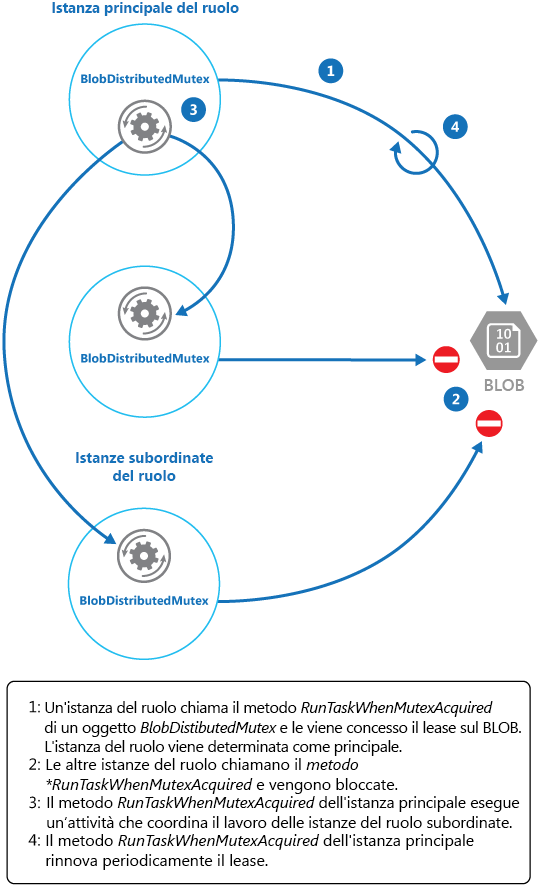 Istanza principale del ruolo
BlobDistributedMutex
1
3
4
BlobDistributedMutex
10
01
BLOB
2
Istanze subordinate
del ruolo
BlobDistributedMutex
1: Un'istanza del ruolo chiama il metodo RunTaskWhenMutexAcquired
di un oggetto BlobDistibutedMutex e le viene concesso il lease sul BLOB.
L'istanza del ruolo viene determinata come principale.
2: Le altre istanze del ruolo chiamano il metodo
*RunTaskWhenMutexAcquired e vengono bloccate.
3: Il metodo RunTaskWhenMutexAcquired dell'istanza principale esegue
un’attività che coordina il lavoro delle istanze del ruolo subordinate.
4: Il metodo RunTaskWhenMutexAcquired dell'istanza principale
rinnova periodicamente il lease.